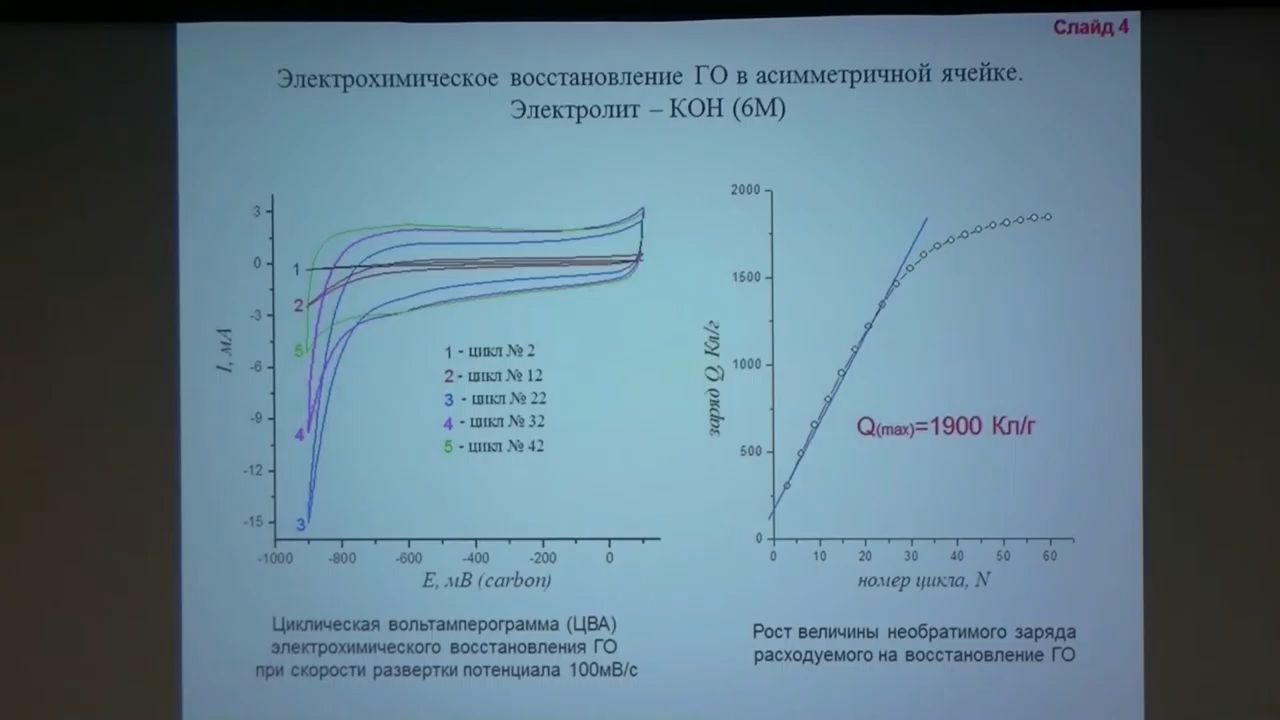 Слайд 4
Электрохимическое восстановление ГО в асимметричной ячейке.
Электролит – КОН (6М)
I, мА
3
0
-3
-6
-9
-12
-15
1
2
5
4
3
1 - цикл № 2
2 - цикл № 12
3 - цикл № 22
4 - цикл № 32
5 - цикл № 42
-1000 -800 -600 -400 -200 0
E, мВ (carbon)
Циклическая вольтамперограмма (ЦВА)
электрохимического восстановления ГО
при скорости развертки потенциала 100мВ/с
заряд Q Кл/г
2000
1500
1000
500
0
Q(max)=1900 Кл/г
0 10 20 30 40 50 60
номер цикла, N
Рост величины необратимого заряда
расходуемого на восстановление ГО